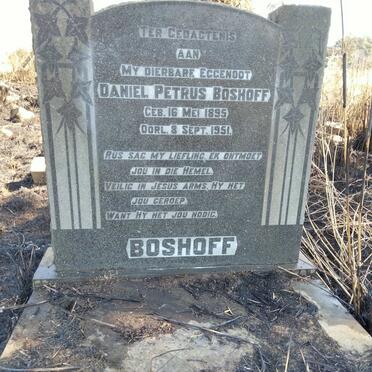 TER GEDAGTENIS
AAN
MY DIERBARE EGGENOOT
DANIEL PETRUS BOSHOFF
GEB. 16 MEI 1895
OORL. 8 SEPT. 1951.
RUS SAG MY LIEFLING, EK ONTMOET
JOU IN DIE HEMEL.
VEILIG IN JESUS ARMS, HY HET
JOU GEROEP,
WANT HY HET JOU NODIG.
BOSHOFF